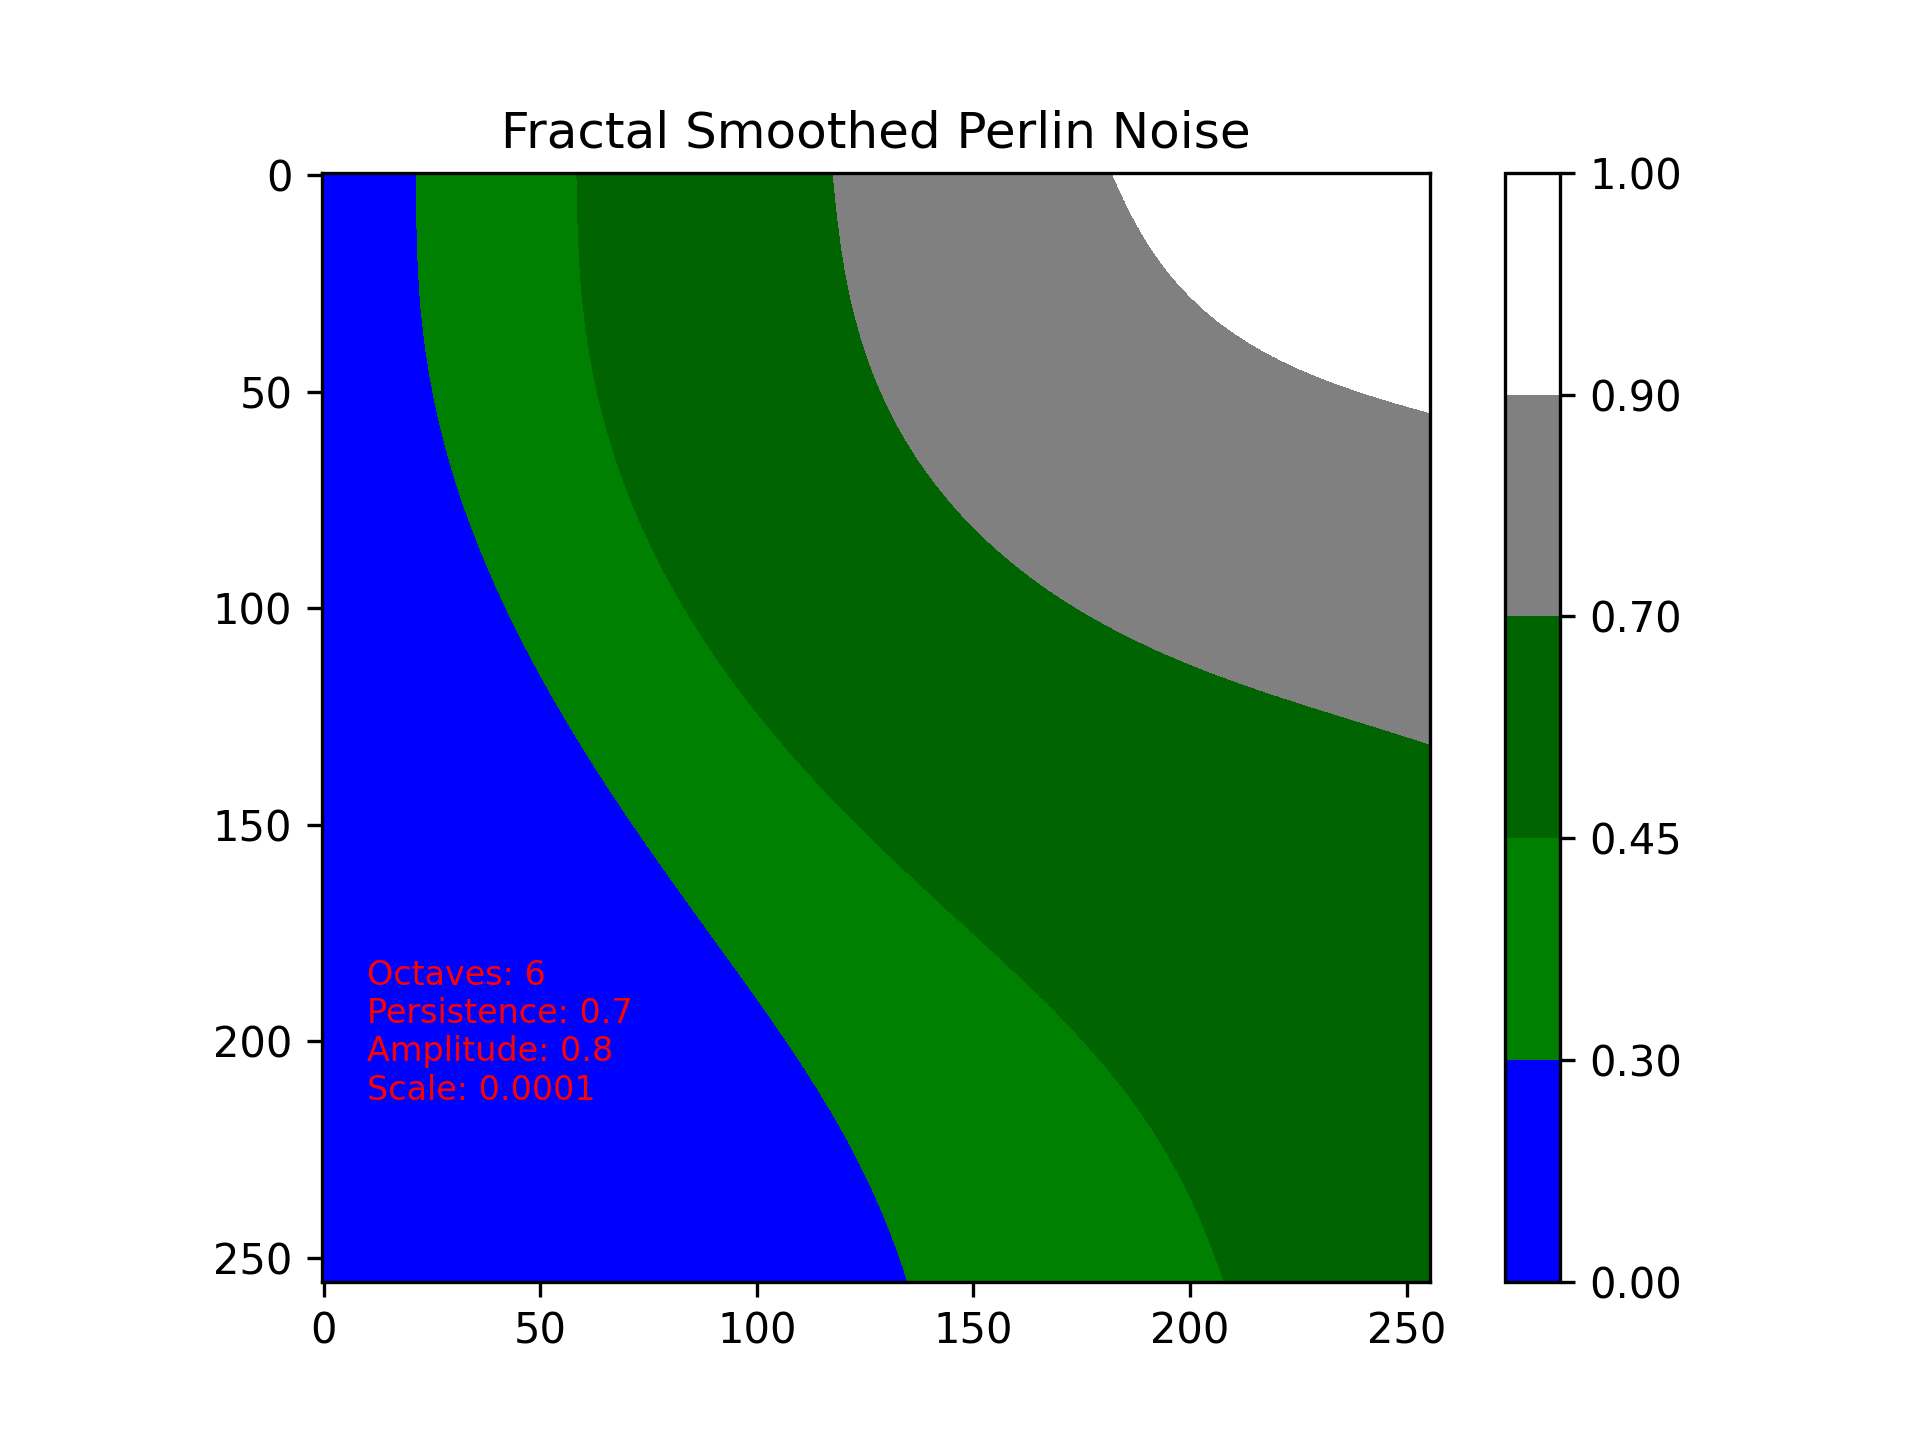 Fractal Smoothed Perlin Noise
0
50
100
150
200
250
0 50 100 150 200 250
Octaves: 6
Persistence: 0.7
Amplitude: 0.8
Scale: 0.0001
1.00
0.90
0.70
0.45
0.30
0.00